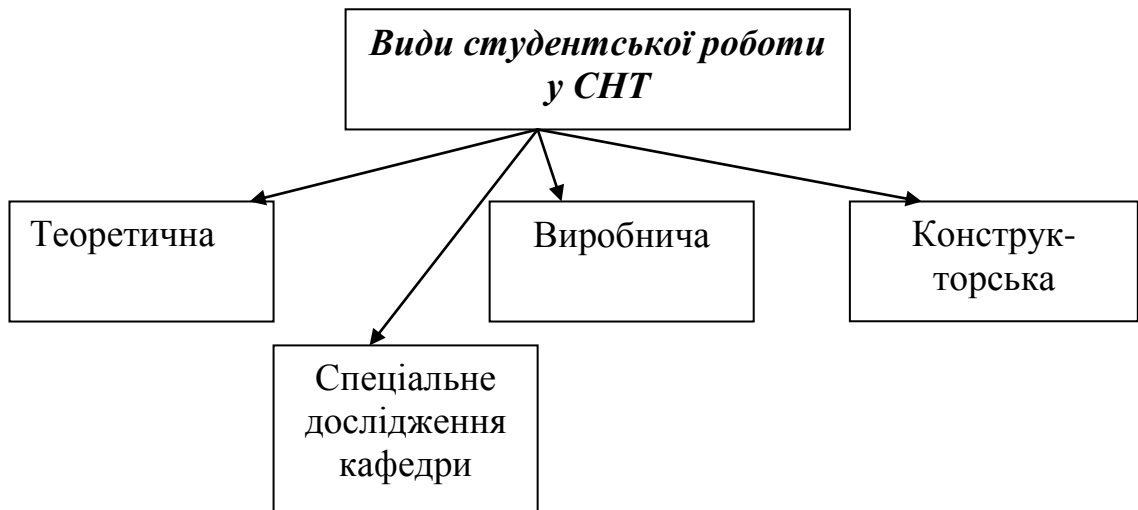 Види студентської роботи
у СНТ
Теоретична
Виробнича
Конструк-
торська
Спеціальне
дослідження
кафедри